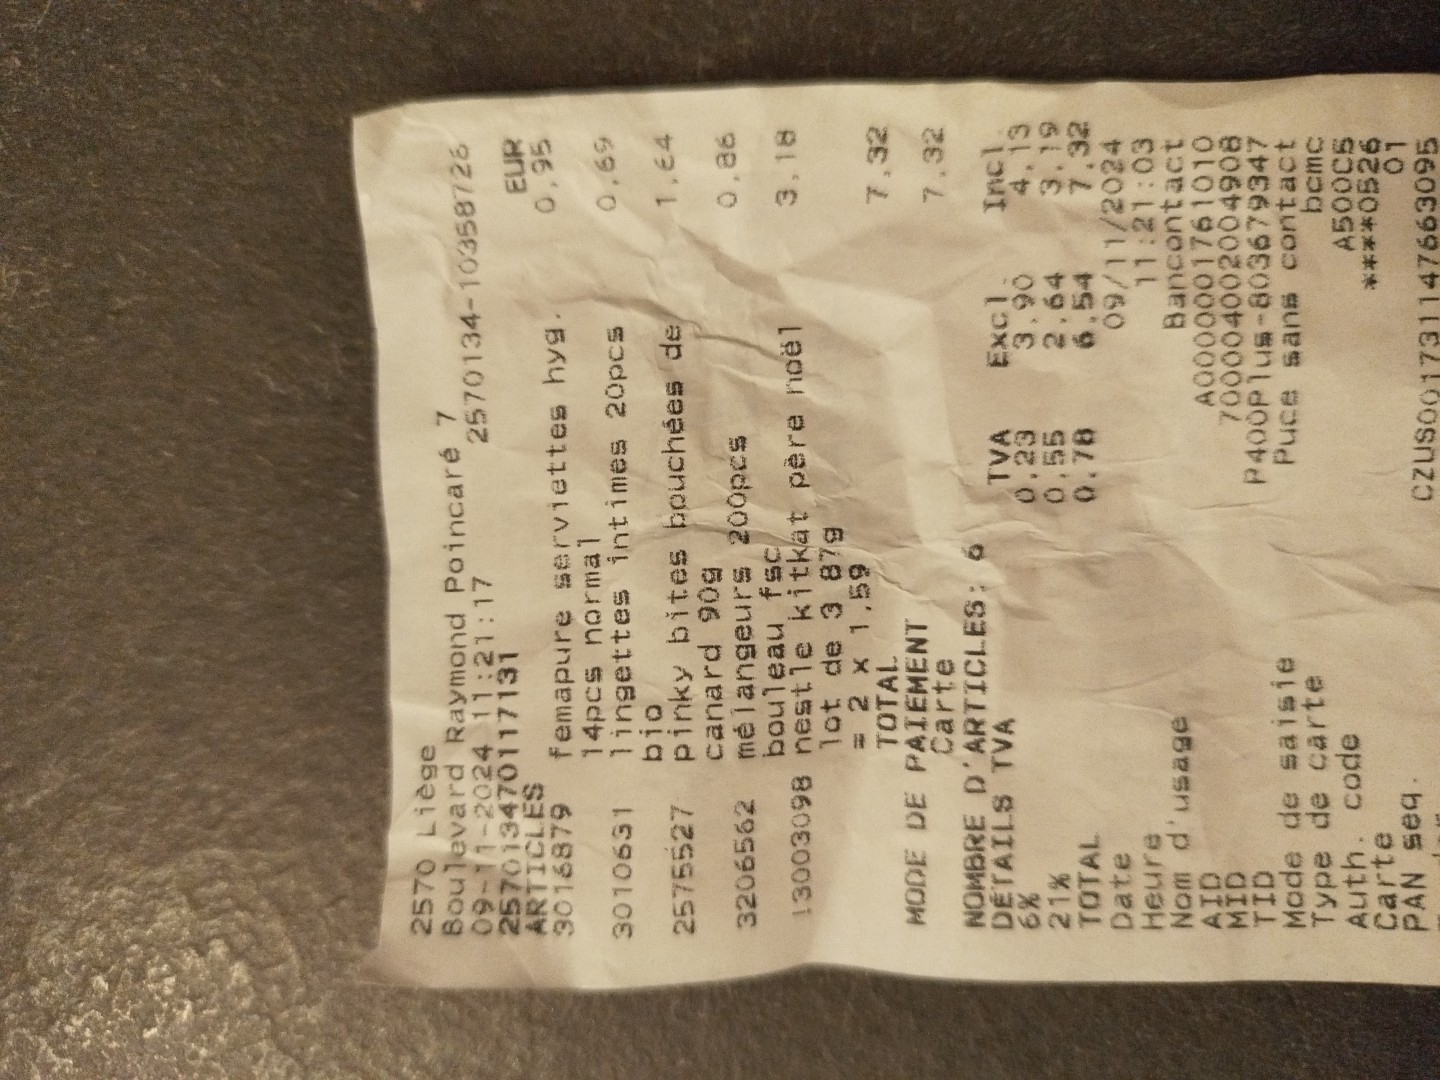 2570 Liège
Boulevard Raymond Poincaré 7
09-11-2024 11:21:17 2570134-10358726
2570134701171​31
ARTICLES EUR
3016879 femapure serviettes hyg. 0,95
14pcs normal
30110631 lingettes intimes 20pcs 0,69
bio
2575527 pinky bites bouchées de 1,64
canard 90g
3206562 mélangeurs 200pcs 0,86
bouleau fsc
13003098 nestle kitkat père noël 3,18
lot de 3 87g
= 2 x 1,59
TOTAL 7,32
MODE DE PAIEMENT
Carte 7,32
NOMBRE D'ARTICLES: 6
DÉTAILS TVA TVA Excl. Incl.
6% 0,23 3,90 4,13
21% 0,55 2,64 3,19
TOTAL 0,78 6,54 7,32
Date 09/11/2024
Heure 11:21:03
Nom d'usage Bancontact
AID A0000001761010
MID 700004002004908
TID P400Plus-803679347
Mode de saisie Puce sans contact
Type de carte bcmc
Auth. code A500C5
Carte ****0526
PAN seq. 01
CZUS001731147663095